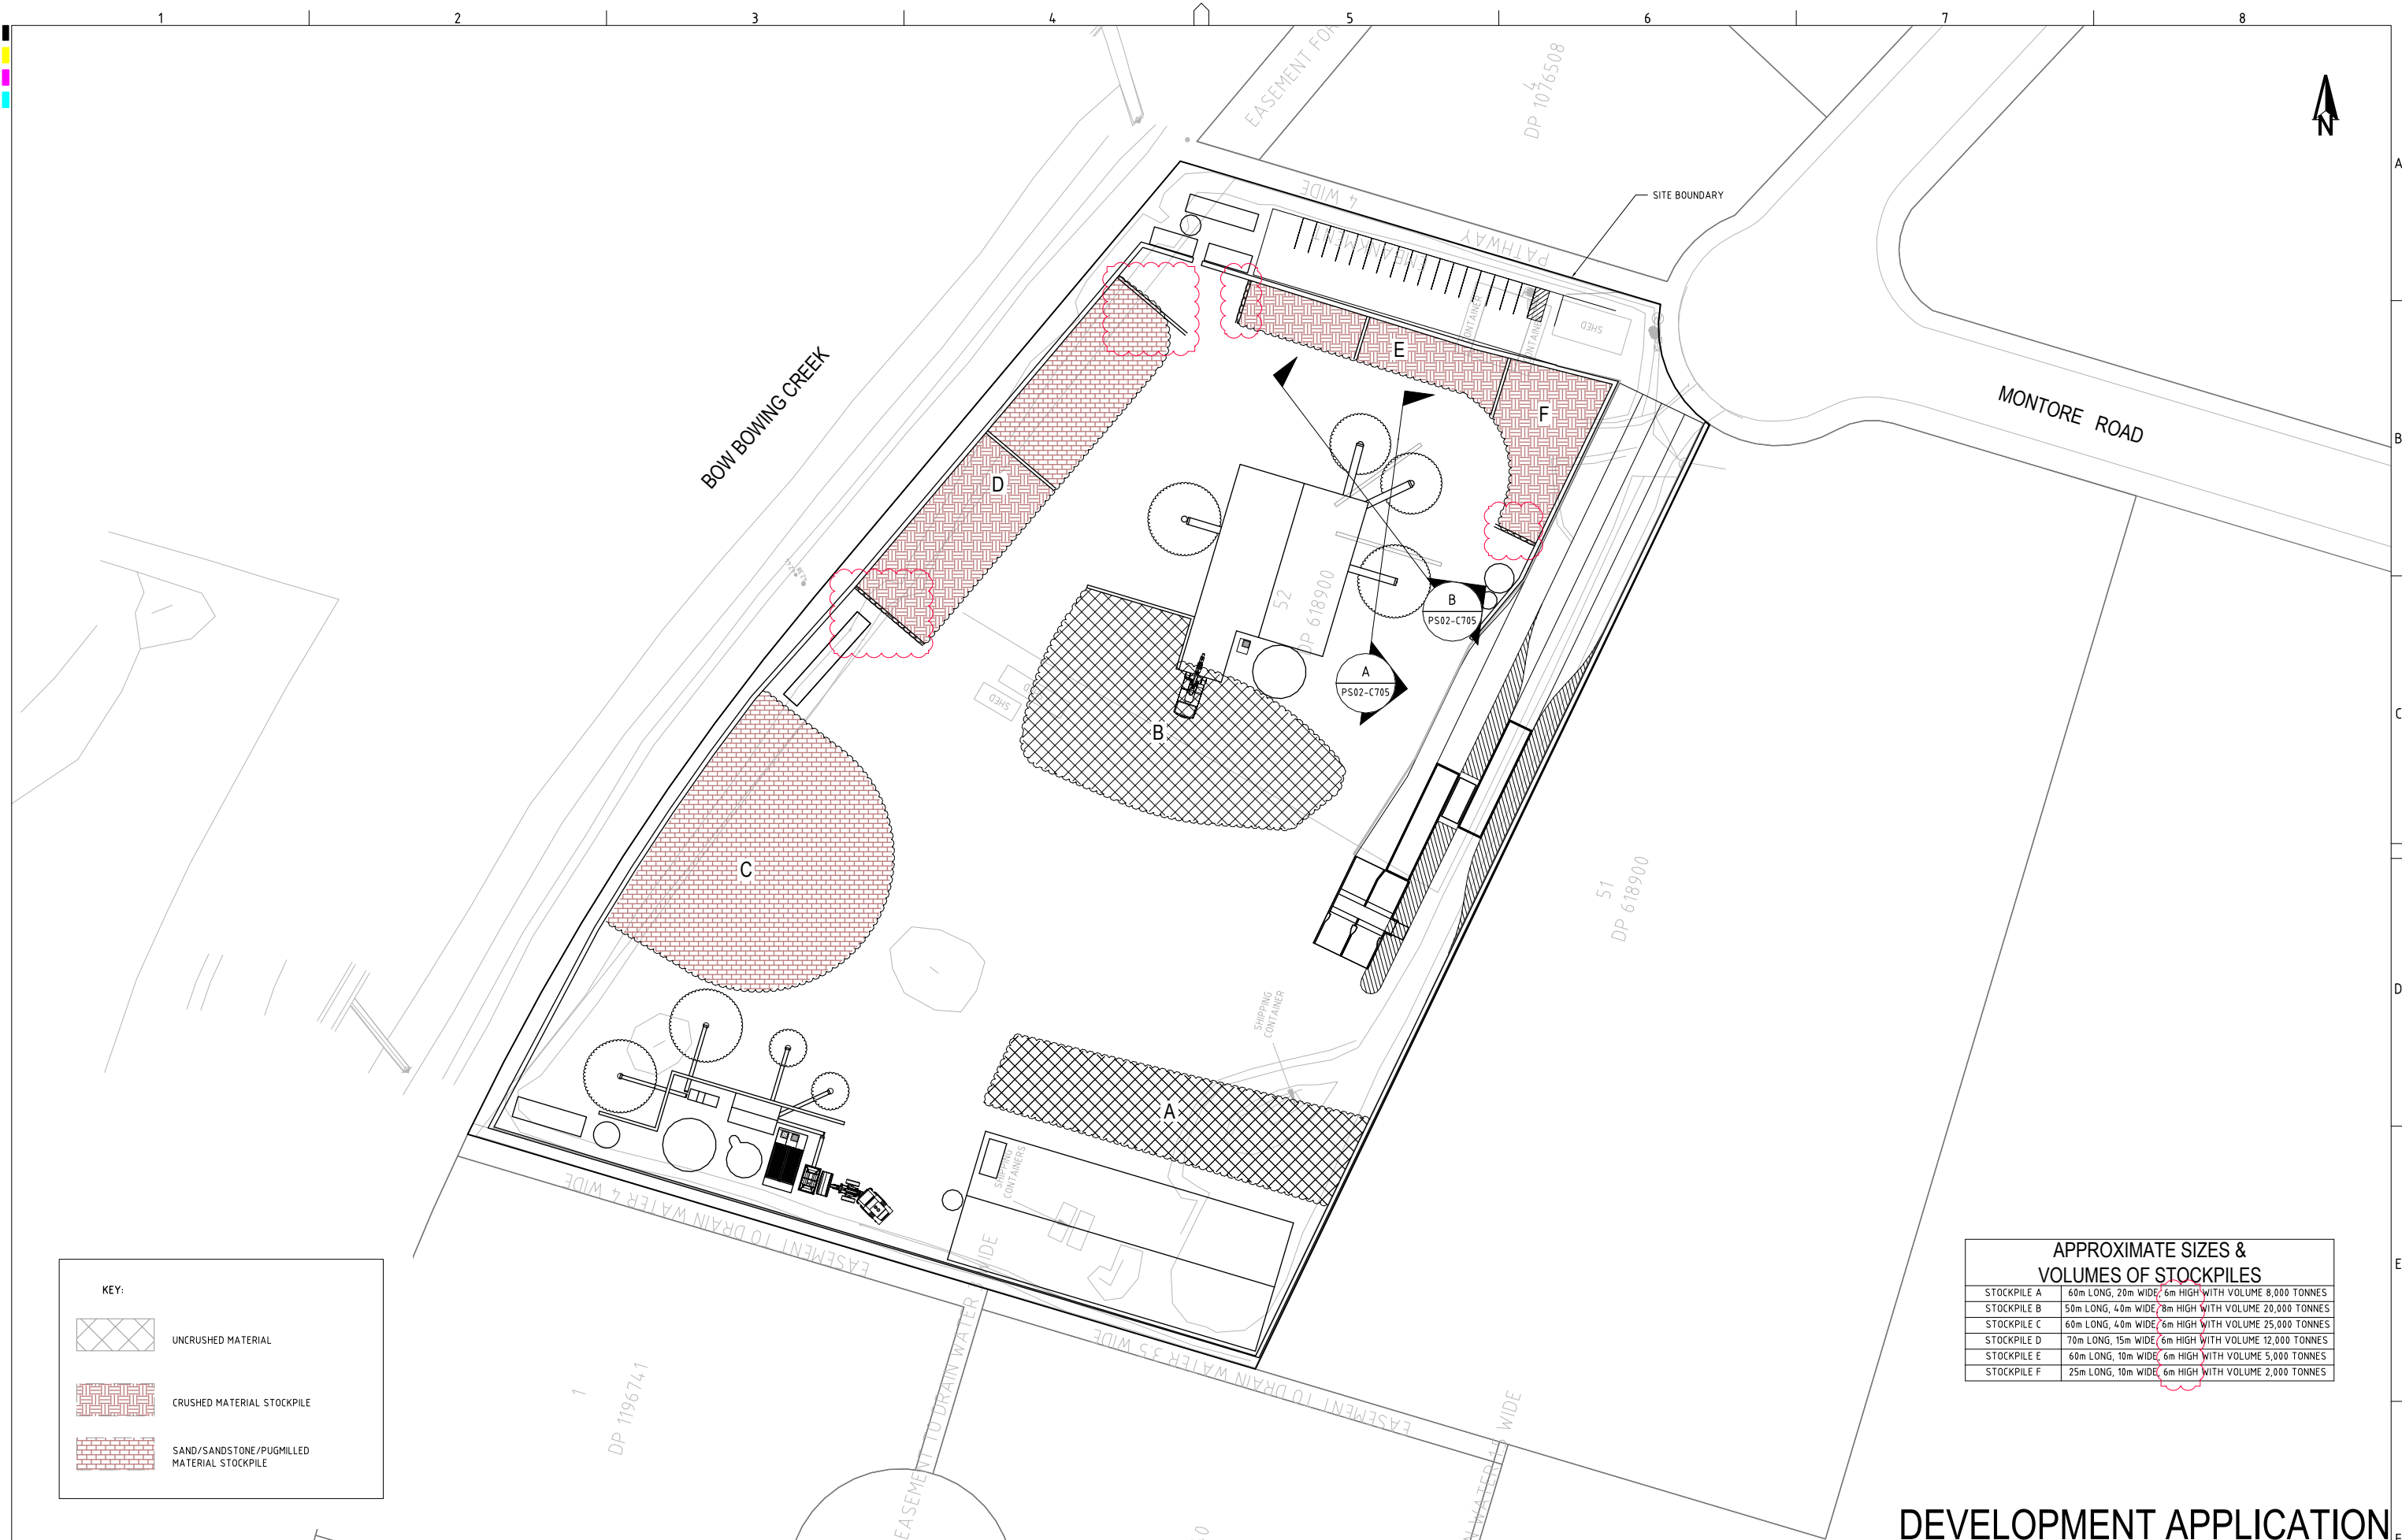 1 2 3 4 5 6 7 8
A
B
C
D
E
F
N
EASEMENT FOR
4
DP 1076508
4 WIDE
PATHWAY
EMBANKMENT
SITE BOUNDARY
SHED
MONTORE ROAD
BOW BOWING CREEK
E
F
D
52
DP 618900
B
PS02-C705
A
PS02-C705
SHED
B
C
51
DP 618900
SHIPPING
CONTAINER
A
SHIPPING
CONTAINERS
EASEMENT TO DRAIN WATER 4 WIDE
WIDE
EASEMENT TO DRAIN WATER
EASEMENT TO DRAIN WATER 3.5 WIDE
1
DP 1196741
KEY:
UNCRUSHED MATERIAL
CRUSHED MATERIAL STOCKPILE
SAND/SANDSTONE/PUGMILLED
MATERIAL STOCKPILE
APPROXIMATE SIZES &
VOLUMES OF STOCKPILES
STOCKPILE A 60m LONG, 20m WIDE, 6m HIGH WITH VOLUME 8,000 TONNES
STOCKPILE B 50m LONG, 40m WIDE, 8m HIGH WITH VOLUME 20,000 TONNES
STOCKPILE C 60m LONG, 40m WIDE, 6m HIGH WITH VOLUME 25,000 TONNES
STOCKPILE D 70m LONG, 15m WIDE, 6m HIGH WITH VOLUME 12,000 TONNES
STOCKPILE E 60m LONG, 10m WIDE, 6m HIGH WITH VOLUME 5,000 TONNES
STOCKPILE F 25m LONG, 10m WIDE, 6m HIGH WITH VOLUME 2,000 TONNES
DEVELOPMENT APPLICATION